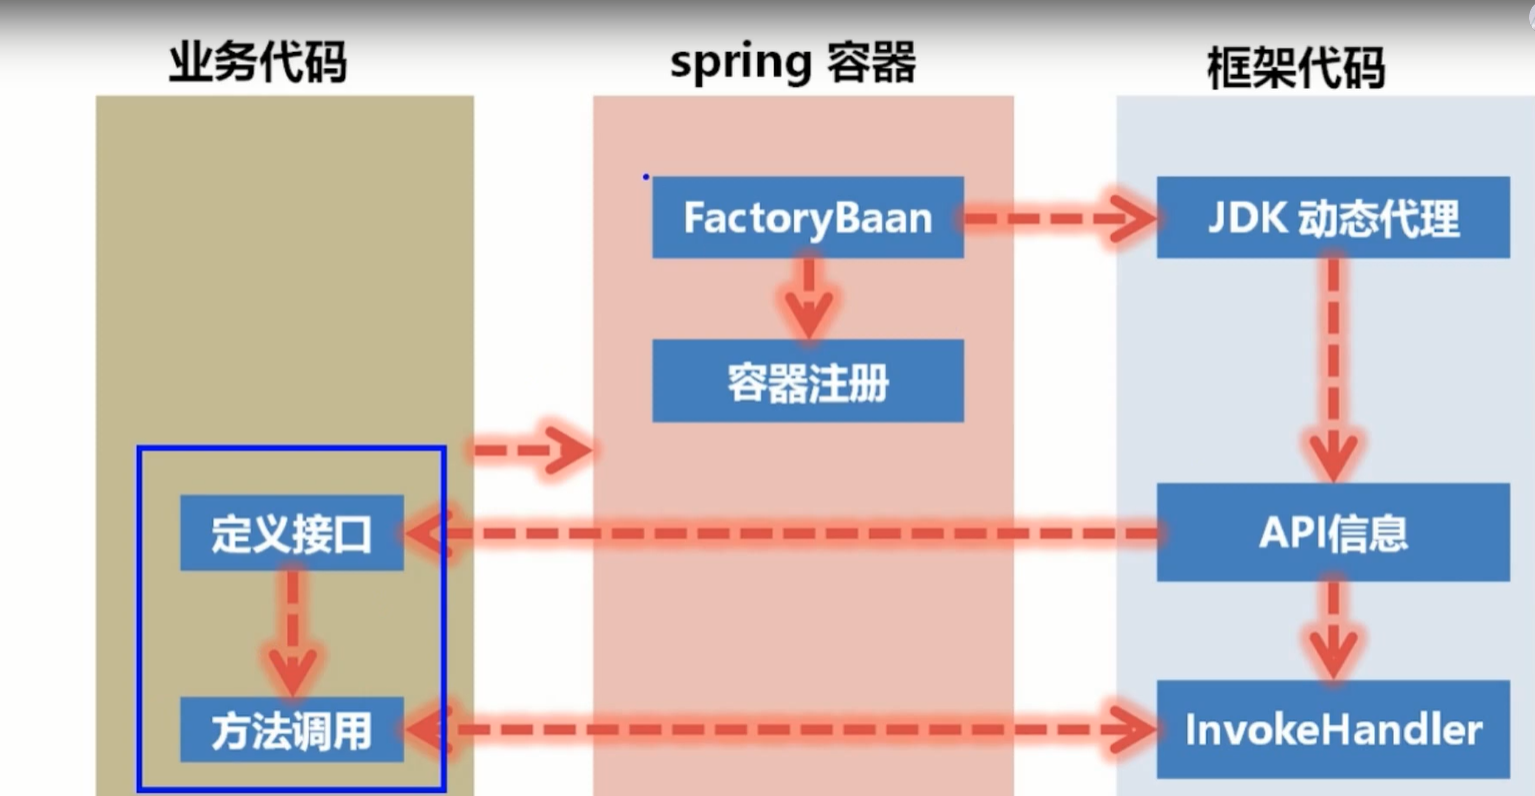 业务代码
spring 容器
框架代码
FactoryBaan
JDK 动态代理
容器注册
定义接口
API信息
方法调用
InvokeHandler